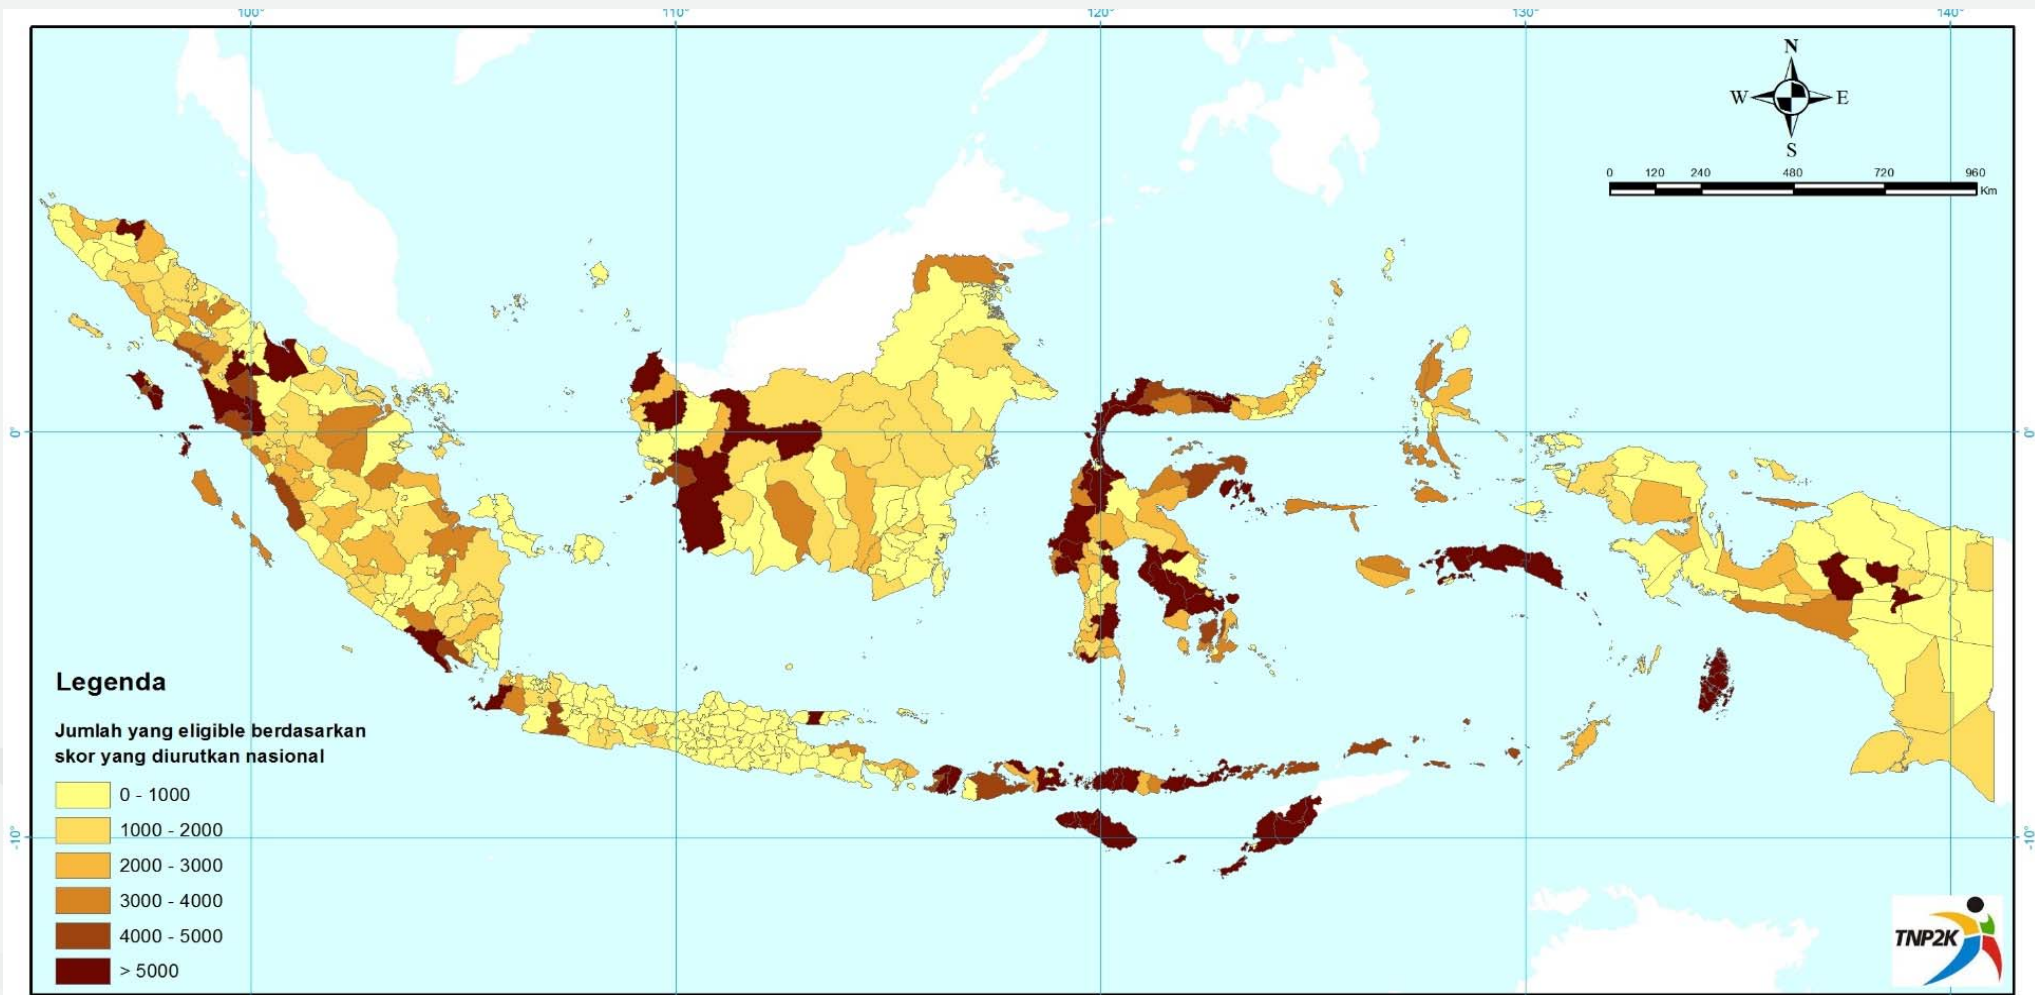 100°
110°
120°
130°
140°
N
W E
S
0 120 240 480 720 960
Km
0°
0°
-10°
-10°
Legenda
Jumlah yang eligible berdasarkan
skor yang diurutkan nasional
0 - 1000
1000 - 2000
2000 - 3000
3000 - 4000
4000 - 5000
> 5000
TNP2K